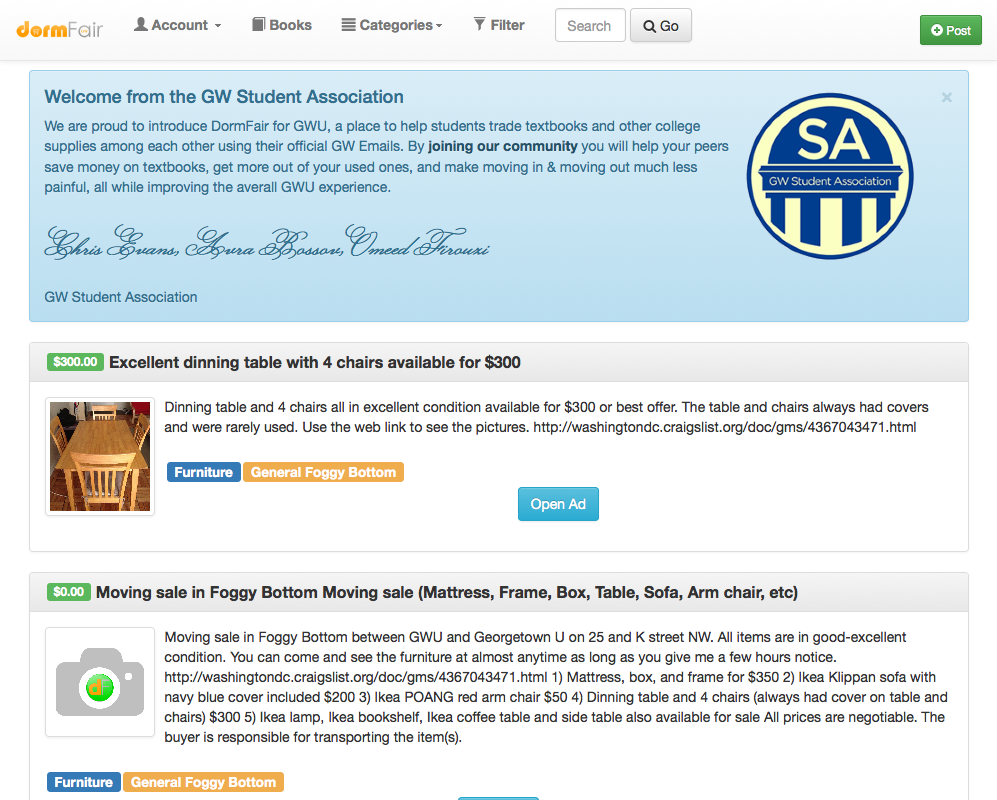 dormFair Account Books Categories Filter Search Go Post
Welcome from the GW Student Association
We are proud to introduce DormFair for GWU, a place to help students trade textbooks and other college
supplies among each other using their official GW Emails. By joining our community you will help your peers
save money on textbooks, get more out of your used ones, and make moving in & moving out much less
painful, all while improving the averall GWU experience.
Chris Evans, Avra Bossov, Omeed Firouzi
GW Student Association
×
SA
GW Student Association
$300.00 Excellent dinning table with 4 chairs available for $300
Dinning table and 4 chairs all in excellent condition available for $300 or best offer. The table and chairs always had covers
and were rarely used. Use the web link to see the pictures. http://washingtondc.craigslist.org/doc/gms/4367043471.html
Furniture General Foggy Bottom
Open Ad
$0.00 Moving sale in Foggy Bottom Moving sale (Mattress, Frame, Box, Table, Sofa, Arm chair, etc)
dF
Moving sale in Foggy Bottom between GWU and Georgetown U on 25 and K street NW. All items are in good-excellent
condition. You can come and see the furniture at almost anytime as long as you give me a few hours notice.
http://washingtondc.craigslist.org/doc/gms/4367043471.html 1) Mattress, box, and frame for $350 2) Ikea Klippan sofa with
navy blue cover included $200 3) Ikea POANG red arm chair $50 4) Dinning table and 4 chairs (always had cover on table and
chairs) $300 5) Ikea lamp, Ikea bookshelf, Ikea coffee table and side table also available for sale All prices are negotiable. The
buyer is responsible for transporting the item(s).
Furniture General Foggy Bottom